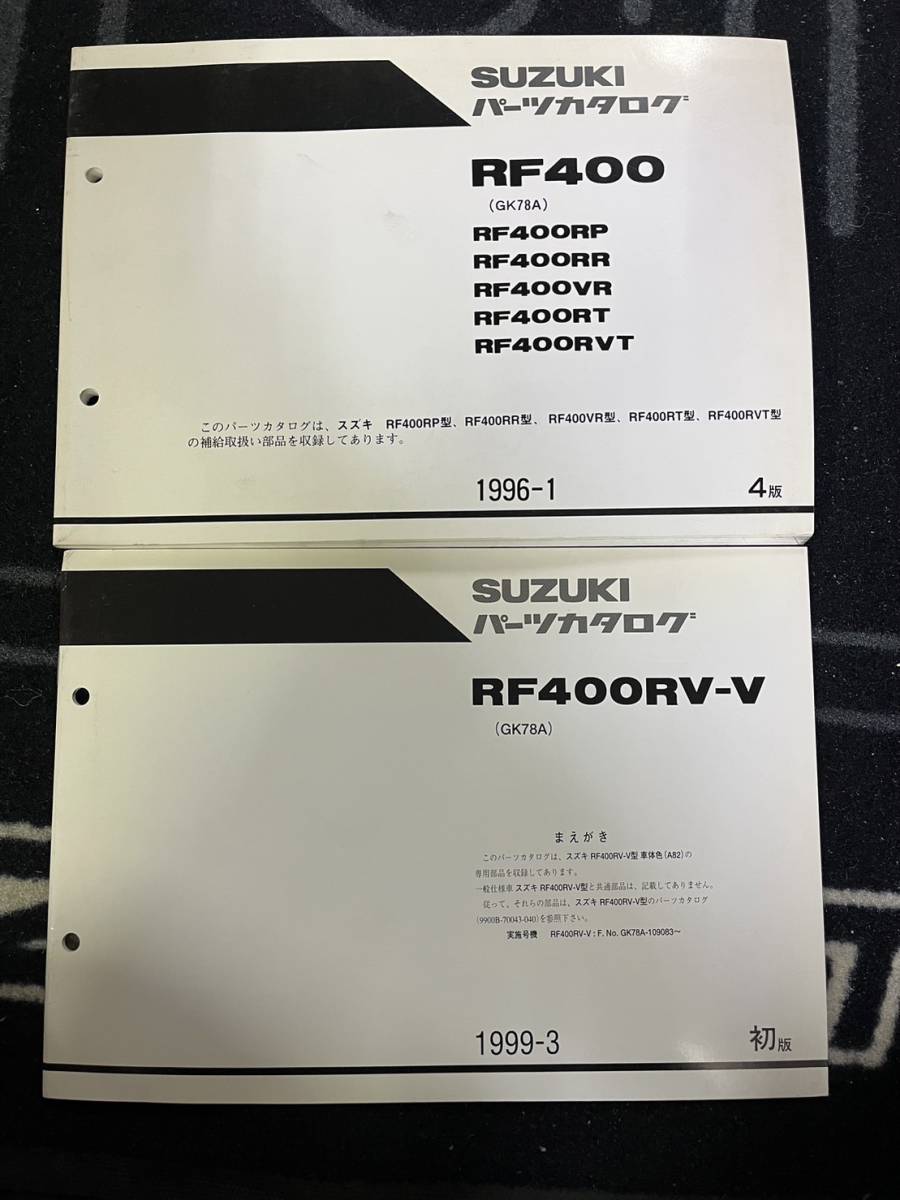 SUZUKI
パーツカタログ
RF400
(GK78A)
RF400RP
RF400RR
RF400VR
RF400RT
RF400RVT
このパーツカタログは、スズキ RF400RP型、RF400RR型、RF400VR型、RF400RT型、RF400RVT型
の補給取扱い部品を収録してあります。
1996-1
4版
SUZUKI
パーツカタログ
RF400RV-V
(GK78A)
まえがき
このパーツカタログは、スズキ RF400RV-V型 車体色(A82)の
専用部品を収録してあります。
一般仕様車 スズキ RF400RV-V型と共通部品は、記載してありません。
従って、それらの部品は、スズキ RF400RV-V型のパーツカタログ
(9900B-70043-040)を参照下さい。
実施号機 RF400RV-V : F. No. GK78A-109083～
1999-3
初版